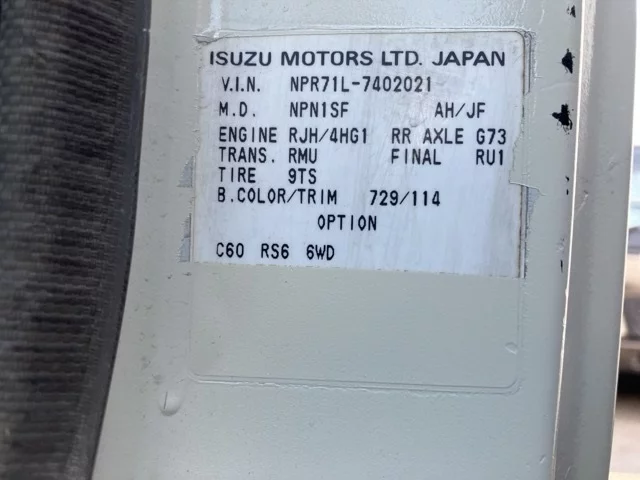 ISUZU MOTORS LTD. JAPAN
V.I.N. NPR71L-7402021
M.D. NPN1SF AH/JF
ENGINE RJH/4HG1 RR AXLE G73
TRANS. RMU FINAL RU1
TIRE 9TS
B.COLOR/TRIM 729/114
OPTION
C60 RS6 6WD